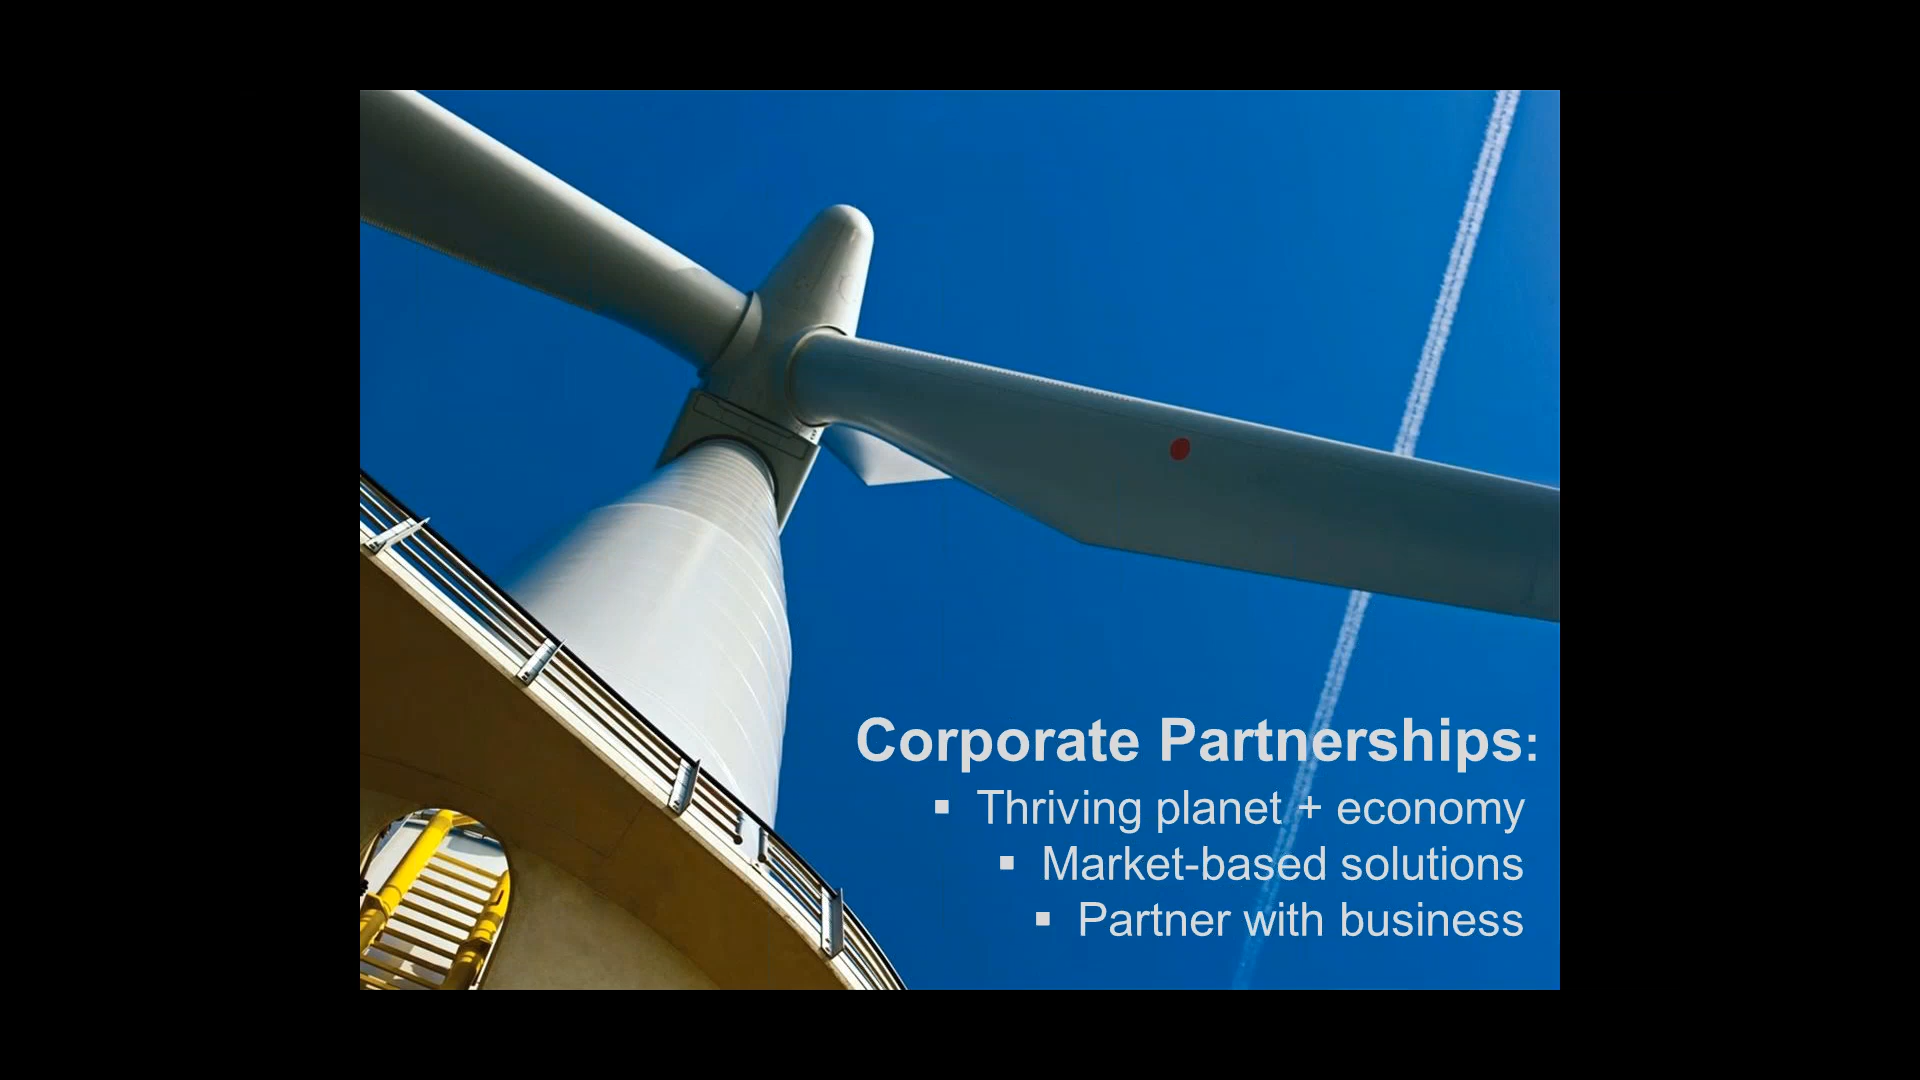 Corporate Partnerships:
▪ Thriving planet + economy
▪ Market-based solutions
▪ Partner with business